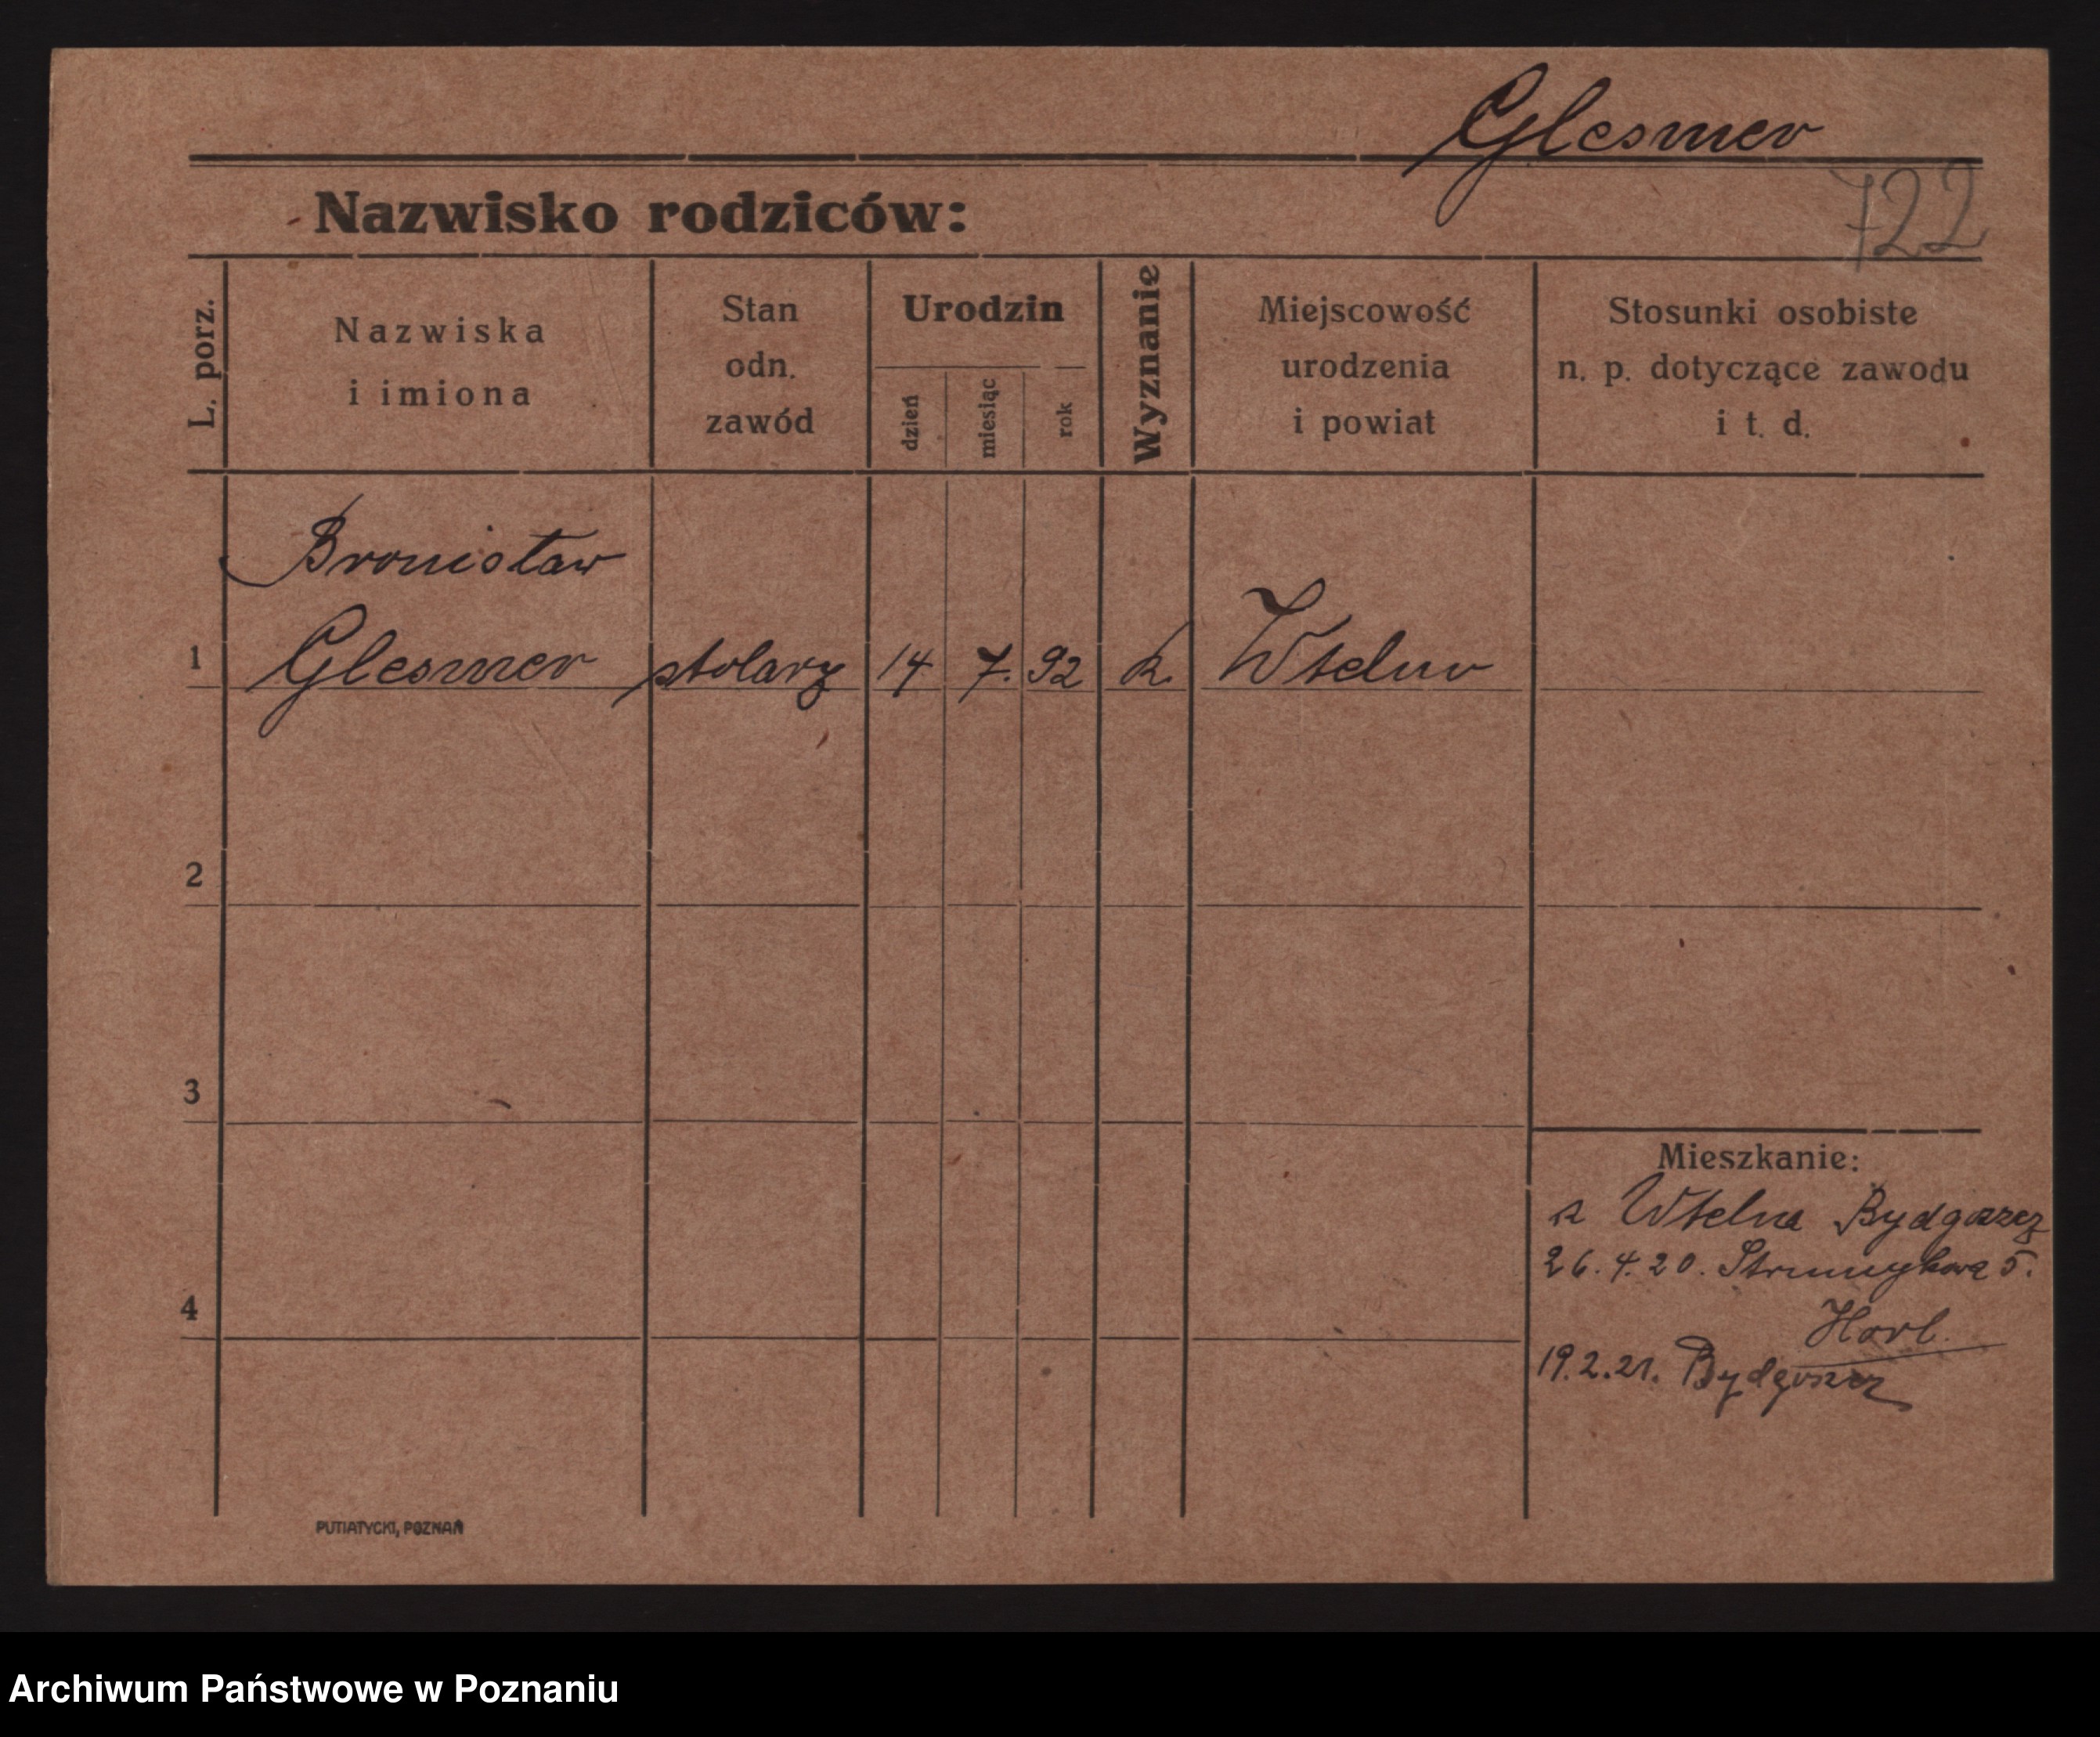 Glesmer
722
Nazwisko rodziców:
L. porz.
Nazwiska
i imiona
Stan
odn.
zawód
Urodzin
dzień
miesiąc
rok
Wyznanie
Miejscowość
urodzenia
i powiat
Stosunki osobiste
n. p. dotyczące zawodu
i t. d.
Bronisław
1 Glesmer stolarz 14 7. 92 k. Wtelno
2
3
4
Mieszkanie:
z Wtelna Bydgoszcz
26. 4. 20. 5.
19.2.21. Bydgoszcz
PUTIATYCKI, POZNAŃ
Archiwum Państwowe w Poznaniu